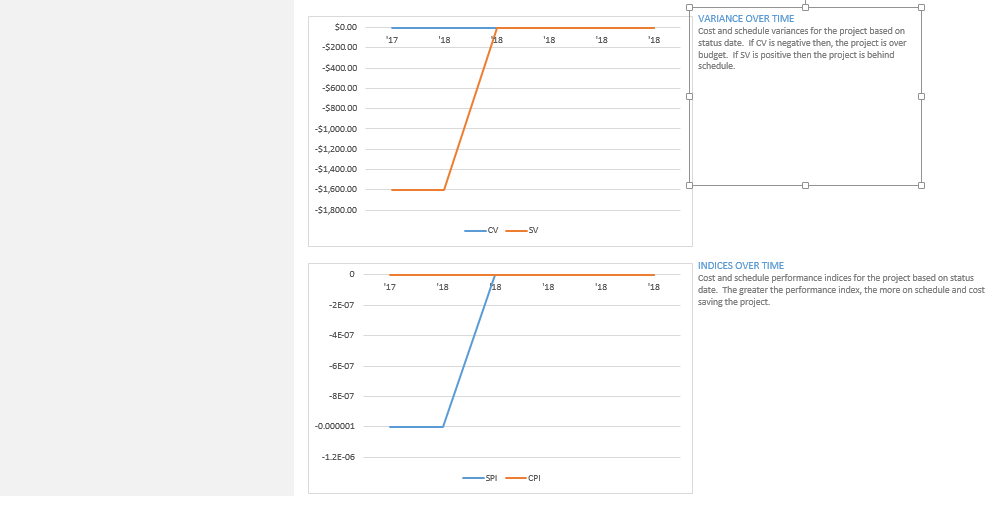 $0.00
-$200.00
-$400.00
-$600.00
-$800.00
-$1,000.00
-$1,200.00
-$1,400.00
-$1,600.00
-$1,800.00
'17 '18 '18 '18 '18 '18
CV SV
VARIANCE OVER TIME
Cost and schedule variances for the project based on
status date. If CV is negative then, the project is over
budget. If SV is positive then the project is behind
schedule.
0
-2E-07
-4E-07
-6E-07
-8E-07
-0.000001
-1.2E-06
'17 '18 '18 '18 '18 '18
SPI CPI
INDICES OVER TIME
Cost and schedule performance indices for the project based on status
date. The greater the performance index, the more on schedule and cost
saving the project.